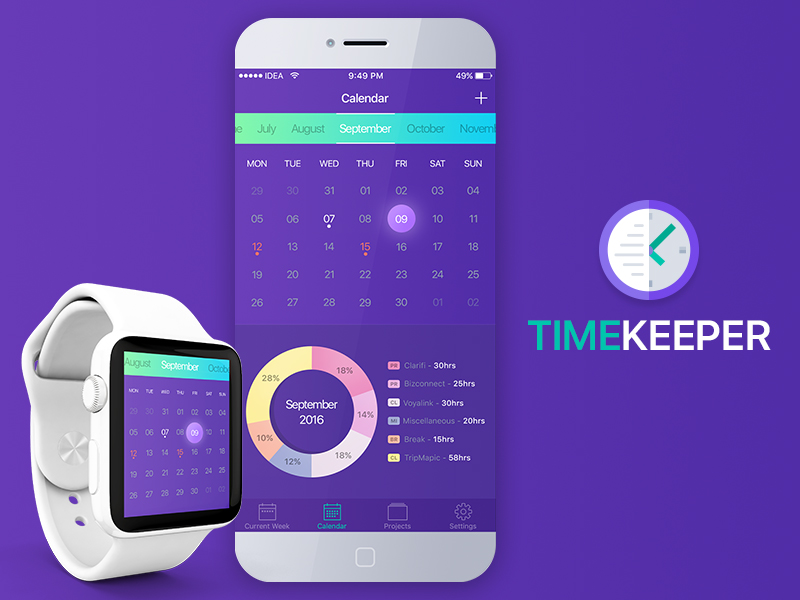 IDEA 9:49 PM 49%
Calendar
July August September October
MON TUE WED THU FRI SAT SUN
29 30 31 01 02 03 04
05 06 07 08 09 10 11
12 13 14 15 16 17 18
19 20 21 22 23 24 25
26 27 28 29 30 01 02
28% 18% 14% 18% 12% 10%
September
2016
PR Clarifi - 30hrs
PR Bizconnect - 25hrs
CL Voyalink - 30hrs
MI Miscellaneous - 20hrs
BR Break - 15hrs
CL TripMapic - 58hrs
Current Week Calendar Projects Settings
TIMEKEEPER
August September Octob
MON TUE WED THU FRI SAT SUN
29 30 31 01 02 03 04
05 06 07 08 09 10 11
12 13 14 15 16 17 18
19 20 21 22 23 24 25
26 27 28 29 30 01 02